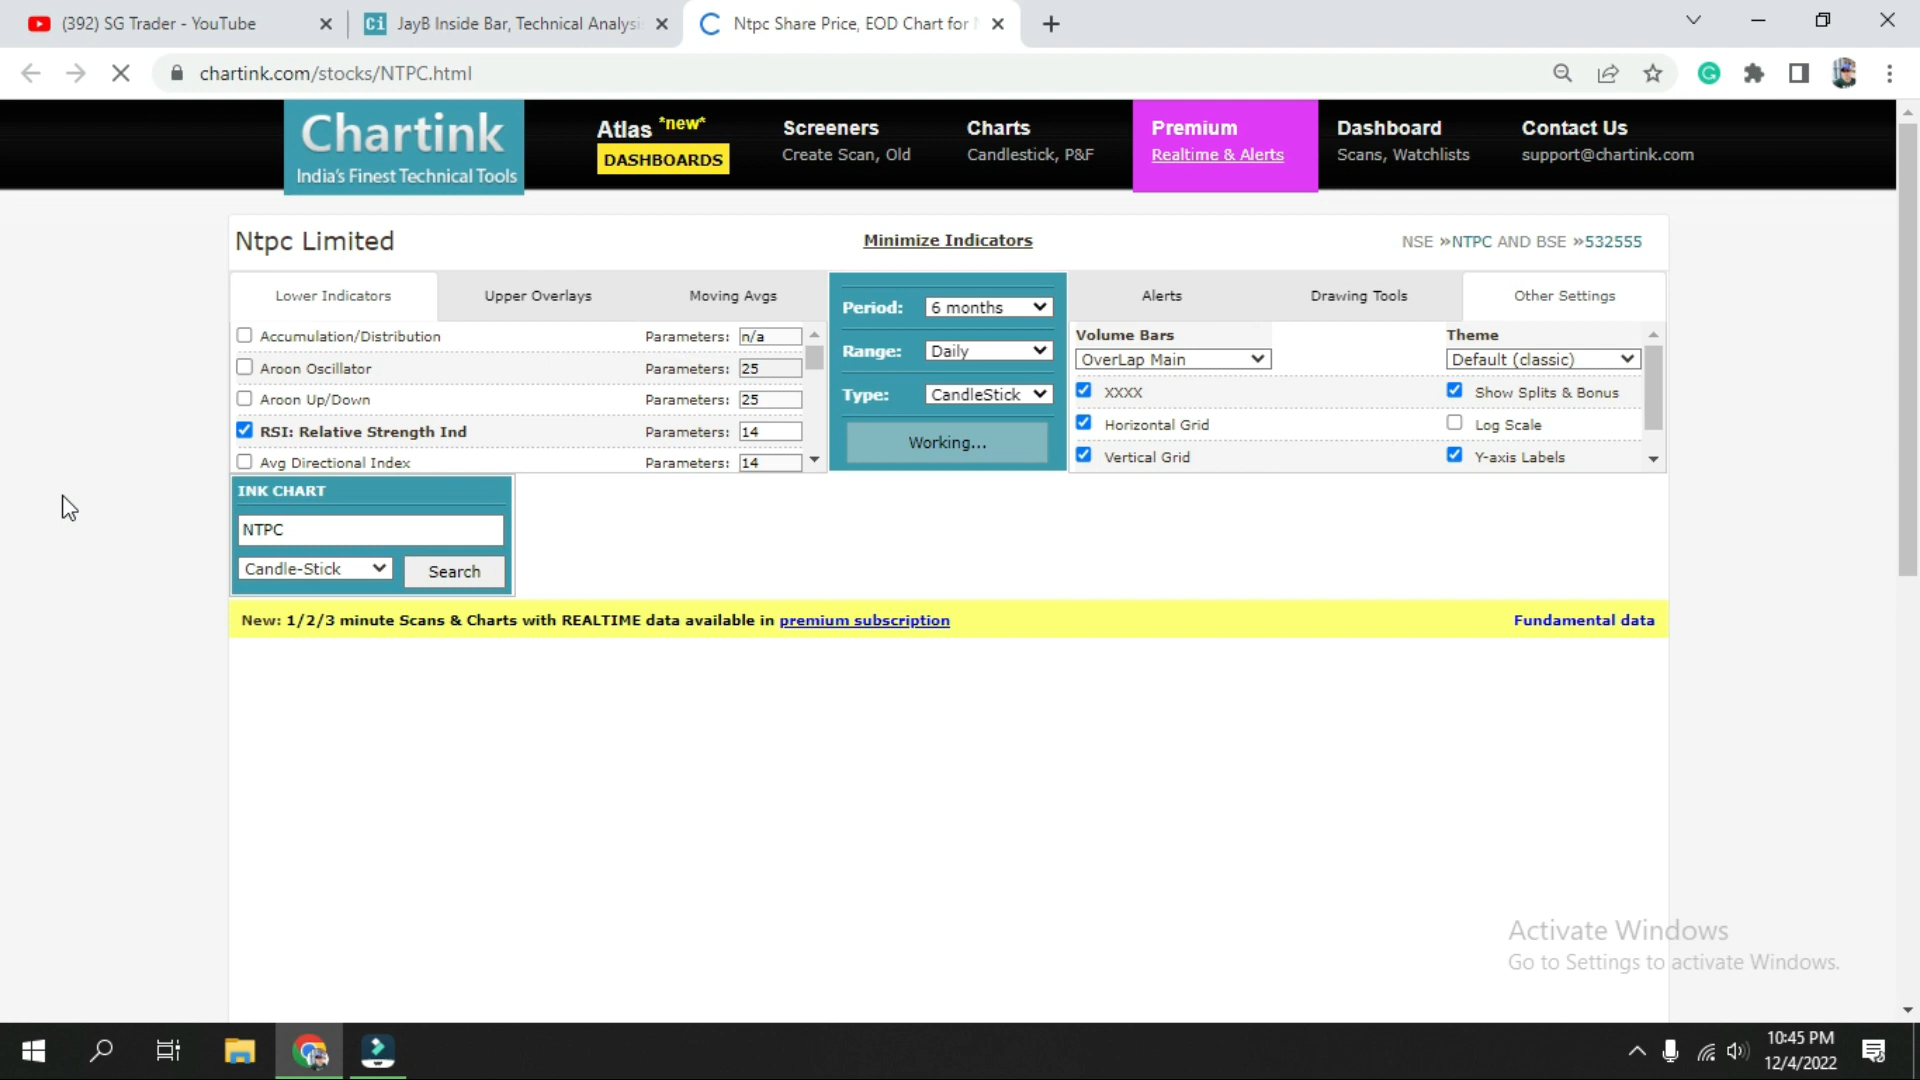 (392) SG Trader - YouTube
JayB Inside Bar, Technical Analysis
Ntpc Share Price, EOD Chart for
chartink.com/stocks/NTPC.html
Chartink
India's Finest Technical Tools
Atlas *new*
DASHBOARDS
Screeners
Create Scan, Old
Charts
Candlestick, P&F
Premium
Realtime & Alerts
Dashboard
Scans, Watchlists
Contact Us
support@chartink.com
Ntpc Limited
Minimize Indicators
NSE »NTPC AND BSE »532555
Lower Indicators
Upper Overlays
Moving Avgs
Accumulation/Distribution Parameters: n/a
Aroon Oscillator Parameters: 25
Aroon Up/Down Parameters: 25
RSI: Relative Strength Ind Parameters: 14
Avg Directional Index Parameters: 14
Period: 6 months
Range: Daily
Type: CandleStick
Working...
Alerts
Drawing Tools
Other Settings
Volume Bars
OverLap Main
Theme
Default (classic)
XXXX
Show Splits & Bonus
Horizontal Grid
Log Scale
Vertical Grid
Y-axis Labels
INK CHART
NTPC
Candle-Stick
Search
New: 1/2/3 minute Scans & Charts with REALTIME data available in premium subscription
Fundamental data
Activate Windows
Go to Settings to activate Windows.
10:45 PM
12/4/2022